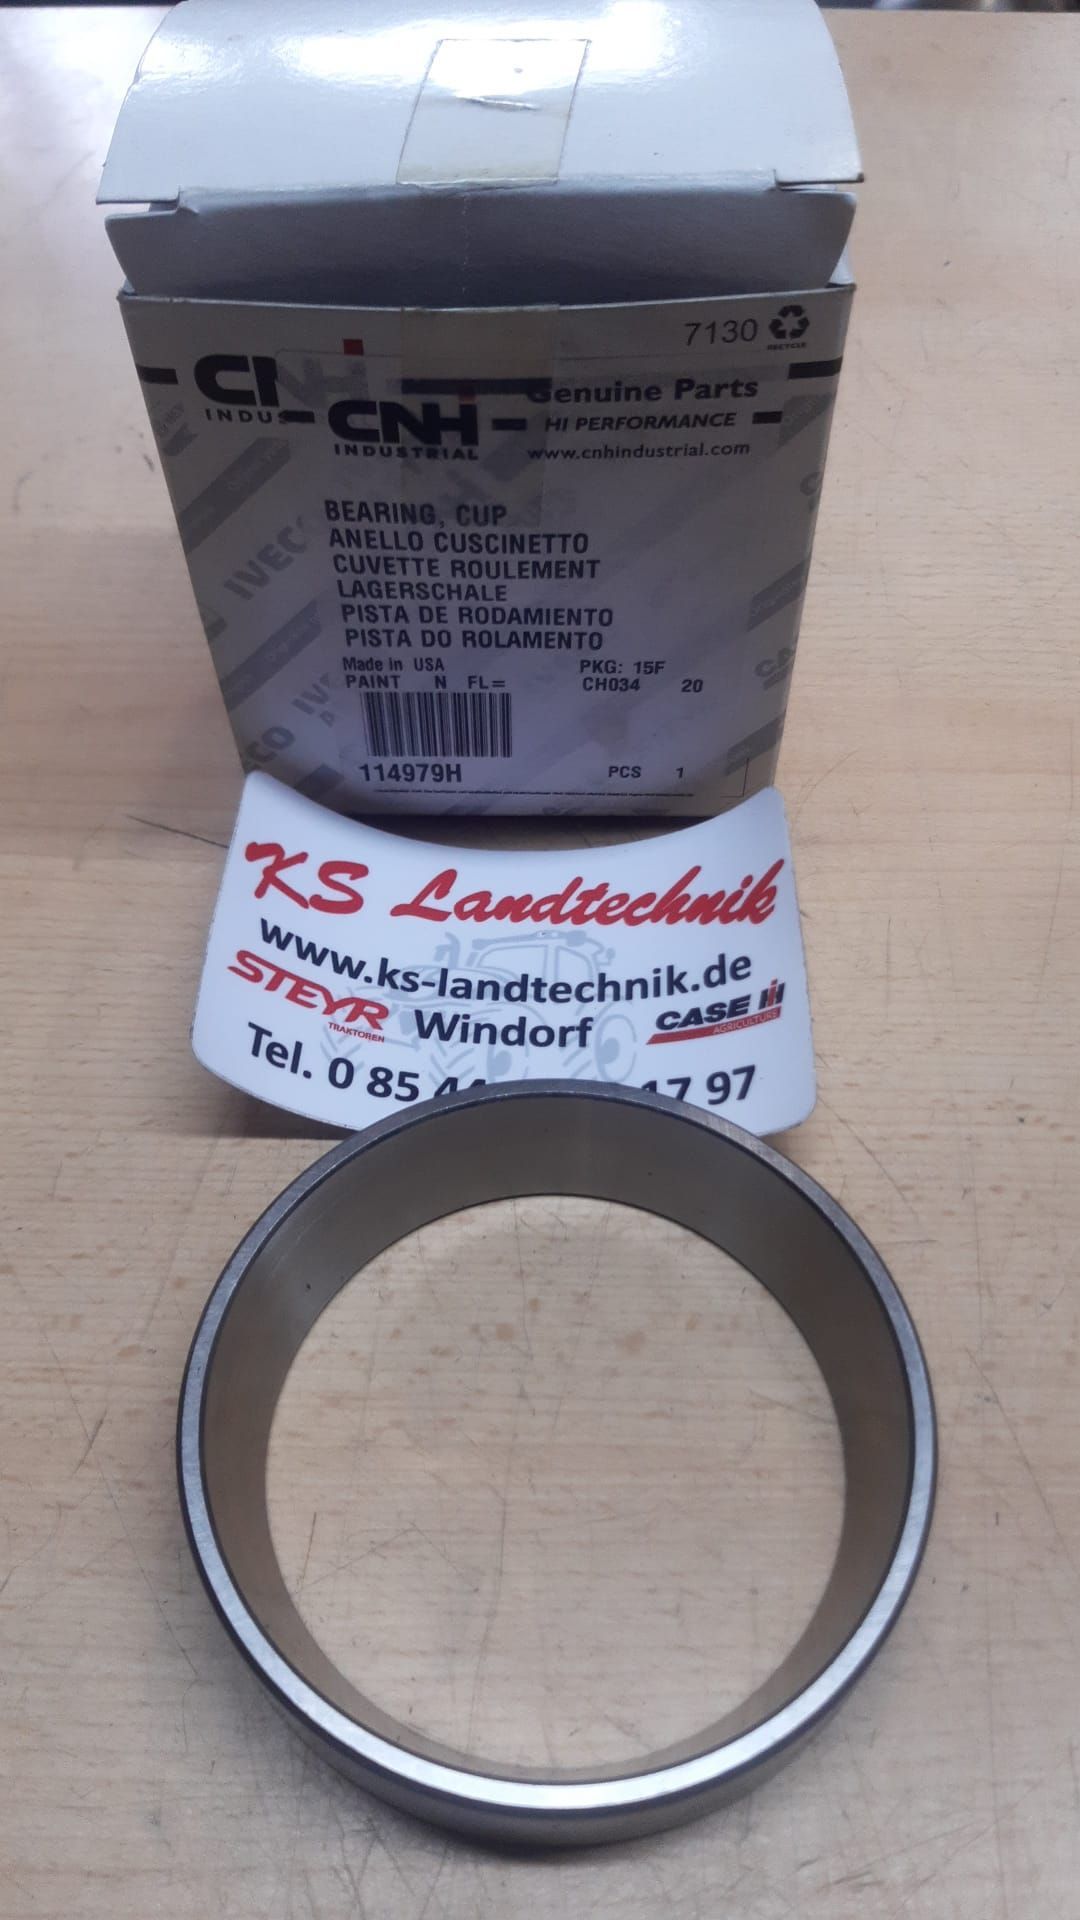 7130
RECYCLE
CNH
INDUSTRIAL
Genuine Parts
HI PERFORMANCE
www.cnhindustrial.com
BEARING, CUP
ANELLO CUSCINETTO
CUVETTE ROULEMENT
LAGERSCHALE
PISTA DE RODAMIENTO
PISTA DO ROLAMENTO
Made in USA PKG: 15F
PAINT N FL= CH034 20
114979H PCS 1
IVECO
KS Landtechnik
www.ks-landtechnik.de
STEYR
TRAKTOREN
Windorf
CASE IH
AGRICULTURE
Tel. 0 85 17 97